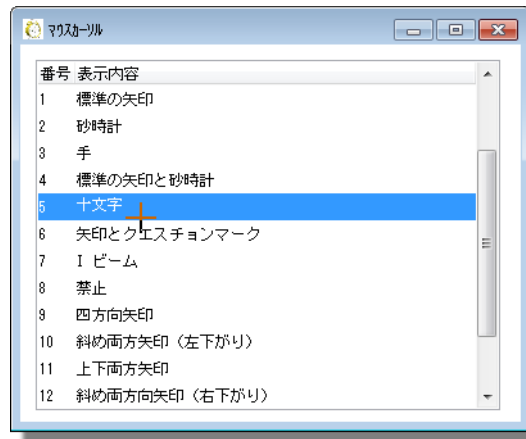 マウスカーソル
番号 表示内容
1 標準の矢印
2 砂時計
3 手
4 標準の矢印と砂時計
5 十文字
6 矢印とクエスチョンマーク
7 I ビーム
8 禁止
9 四方向矢印
10 斜め両方矢印（左下がり）
11 上下両方矢印
12 斜め両方向矢印（右下がり）